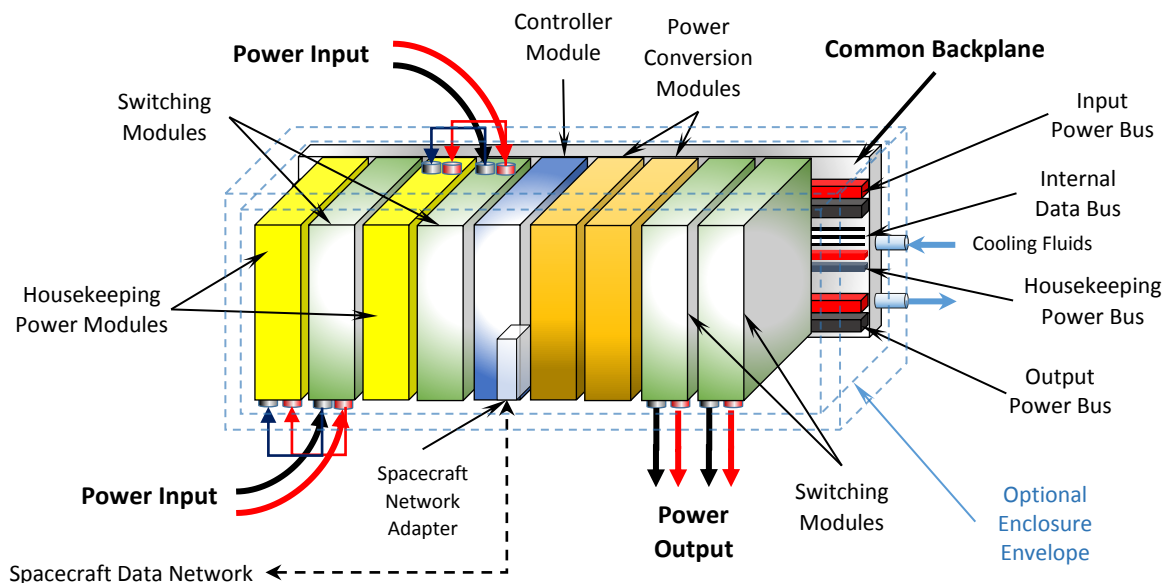 Power Input
Controller
Module
Power
Conversion
Modules
Common Backplane
Switching
Modules
Input
Power Bus
Internal
Data Bus
Cooling Fluids
Housekeeping
Power Modules
Housekeeping
Power Bus
Output
Power Bus
Power Input
Spacecraft
Network
Adapter
Power
Output
Switching
Modules
Optional
Enclosure
Envelope
Spacecraft Data Network